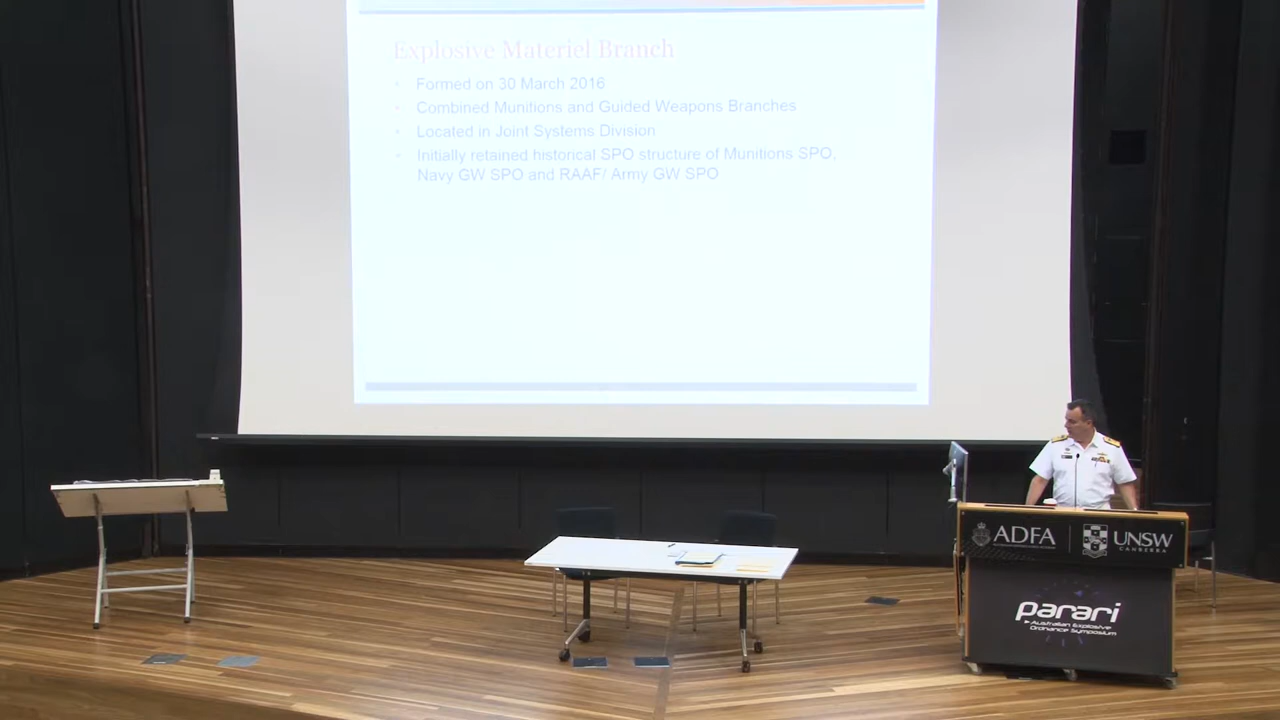 Explosive Materiel Branch
• Formed on 30 March 2016
• Combined Munitions and Guided Weapons Branches
• Located in Joint Systems Division
• Initially retained historical SPO structure of Munitions SPO,
Navy GW SPO and RAAF/ Army GW SPO
ADFA
UNSW
CANBERRA
parari
Australian Explosive
Ordnance Symposium